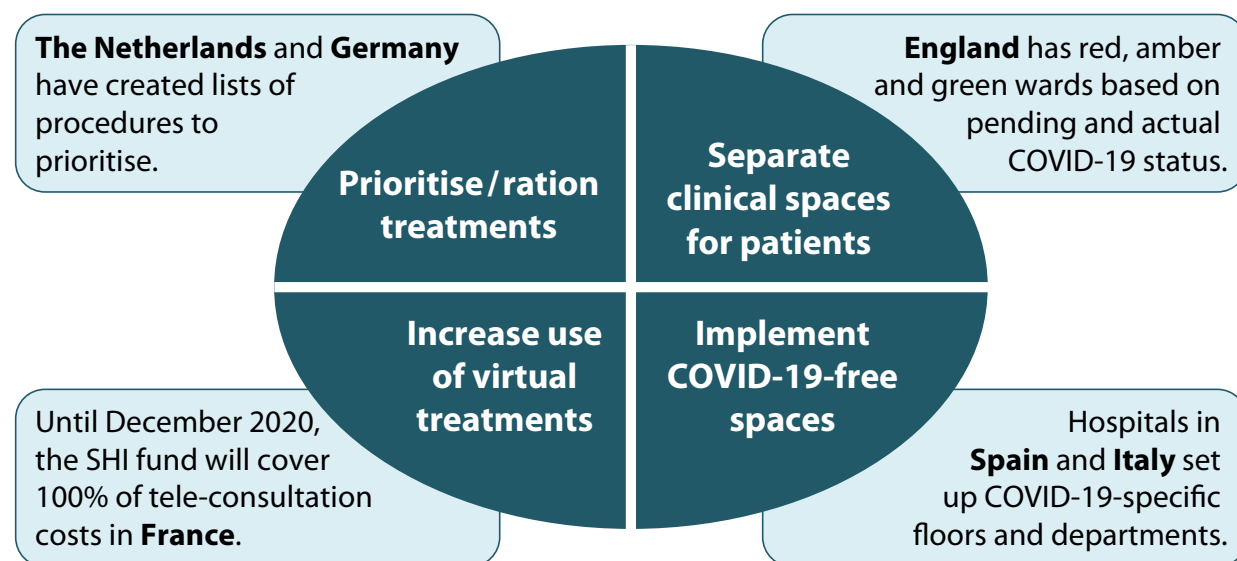 The Netherlands and Germany
have created lists of
procedures to
prioritise.
England has red, amber
and green wards based on
pending and actual
COVID-19 status.
Prioritise/ration
treatments
Separate
clinical spaces
for patients
Increase use
of virtual
treatments
Implement
COVID-19-free
spaces
Until December 2020,
the SHI fund will cover
100% of tele-consultation
costs in France.
Hospitals in
Spain and Italy set
up COVID-19-specific
floors and departments.